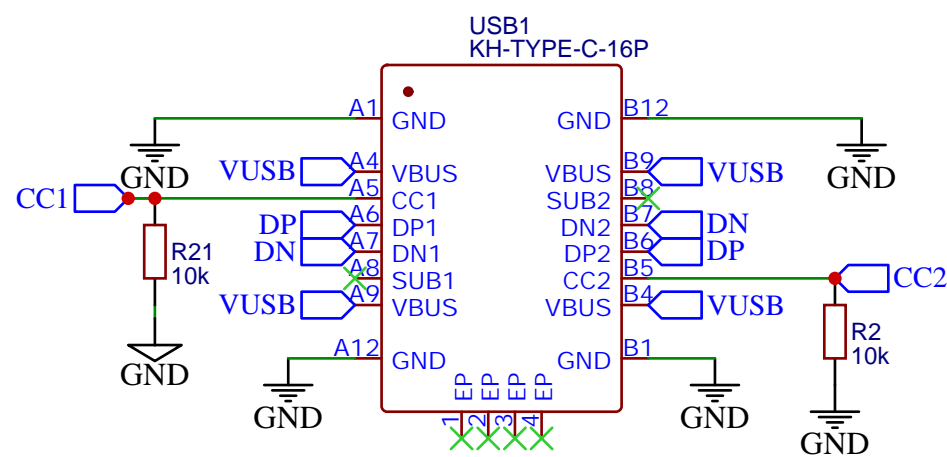 USB1
KH-TYPE-C-16P
A1 GND GND B12
GND GND
VUSB A4 VBUS VBUS B9 VUSB
CC1 A5 CC1 SUB2 B8
DP A6 DP1 DN2 B7 DN
DN A7 DN1 DP2 B6 DP
A8 SUB1 CC2 B5 CC2
VUSB A9 VBUS VBUS B4 VUSB
R21
10k
R2
10k
A12 GND GND B1
GND
GND GND
GND
EP EP EP EP
1 2 3 4